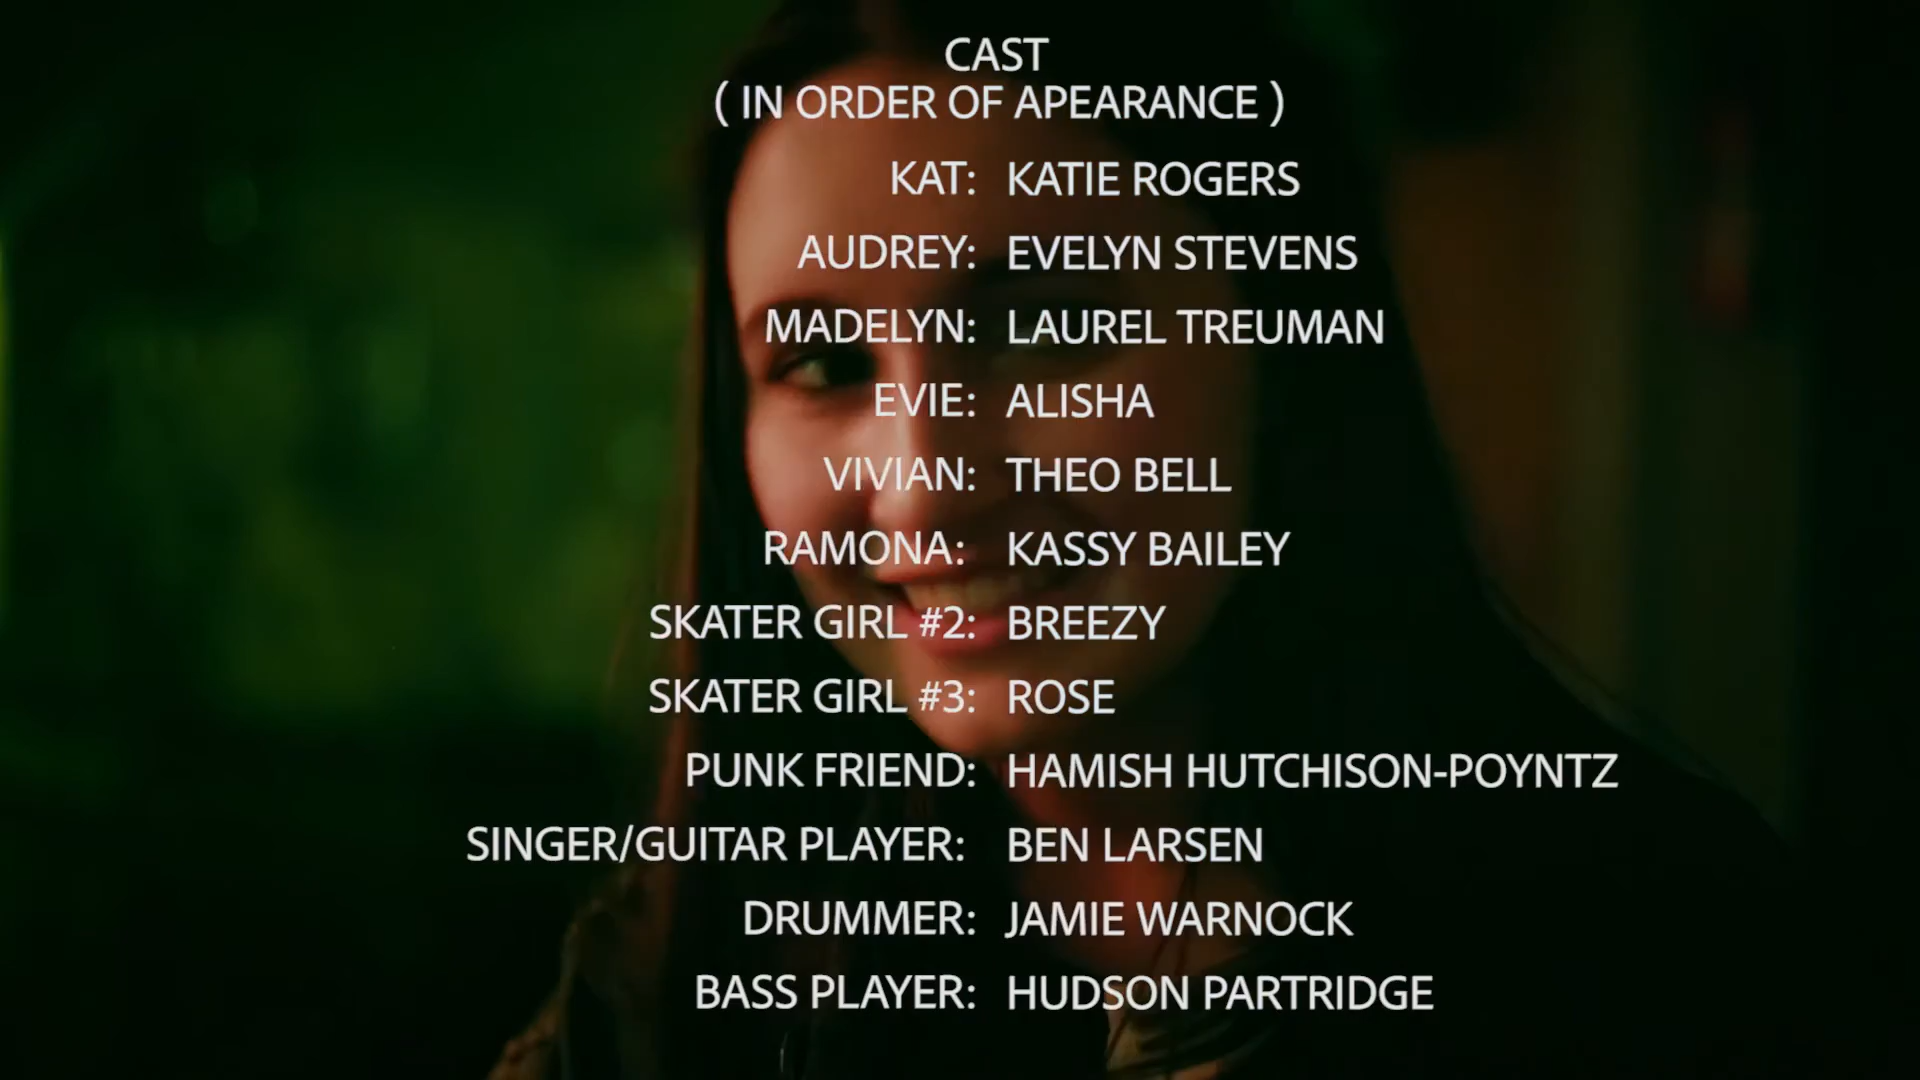 CAST
( IN ORDER OF APEARANCE )
KAT: KATIE ROGERS
AUDREY: EVELYN STEVENS
MADELYN: LAUREL TREUMAN
EVIE: ALISHA
VIVIAN: THEO BELL
RAMONA: KASSY BAILEY
SKATER GIRL #2: BREEZY
SKATER GIRL #3: ROSE
PUNK FRIEND: HAMISH HUTCHISON-POYNTZ
SINGER/GUITAR PLAYER: BEN LARSEN
DRUMMER: JAMIE WARNOCK
BASS PLAYER: HUDSON PARTRIDGE